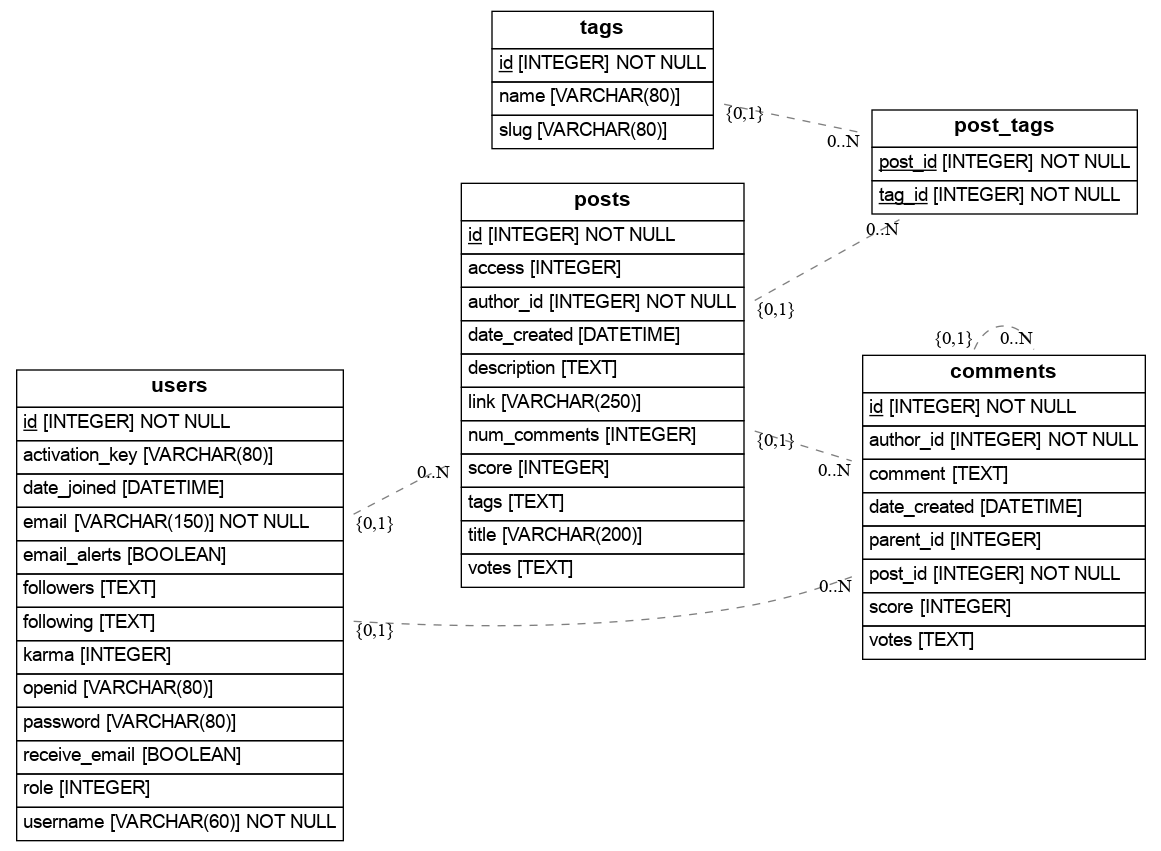 tags
id [INTEGER] NOT NULL
name [VARCHAR(80)]
slug [VARCHAR(80)]
{0,1}
0..N
post_tags
post_id [INTEGER] NOT NULL
tag_id [INTEGER] NOT NULL
0..N
{0,1}
posts
id [INTEGER] NOT NULL
access [INTEGER]
author_id [INTEGER] NOT NULL
date_created [DATETIME]
description [TEXT]
link [VARCHAR(250)]
num_comments [INTEGER]
score [INTEGER]
tags [TEXT]
title [VARCHAR(200)]
votes [TEXT]
{0,1}
0..N
{0,1}
0..N
comments
id [INTEGER] NOT NULL
author_id [INTEGER] NOT NULL
comment [TEXT]
date_created [DATETIME]
parent_id [INTEGER]
post_id [INTEGER] NOT NULL
score [INTEGER]
votes [TEXT]
users
id [INTEGER] NOT NULL
activation_key [VARCHAR(80)]
date_joined [DATETIME]
email [VARCHAR(150)] NOT NULL
email_alerts [BOOLEAN]
followers [TEXT]
following [TEXT]
karma [INTEGER]
openid [VARCHAR(80)]
password [VARCHAR(80)]
receive_email [BOOLEAN]
role [INTEGER]
username [VARCHAR(60)] NOT NULL
0..N
{0,1}
0..N
{0,1}